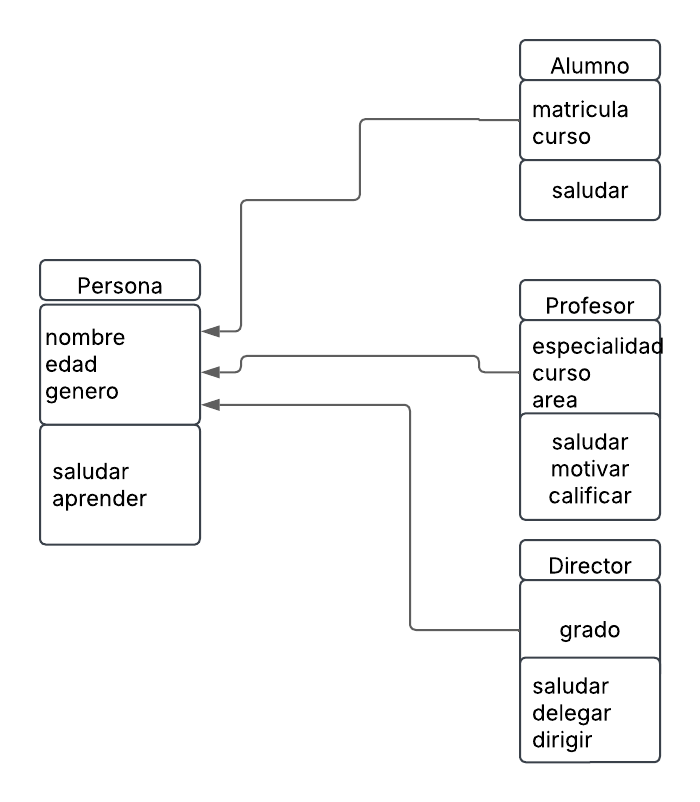 Alumno
matricula
curso
saludar
Persona
nombre
edad
genero
saludar
aprender
Profesor
especialidad
curso
area
saludar
motivar
calificar
Director
grado
saludar
delegar
dirigir